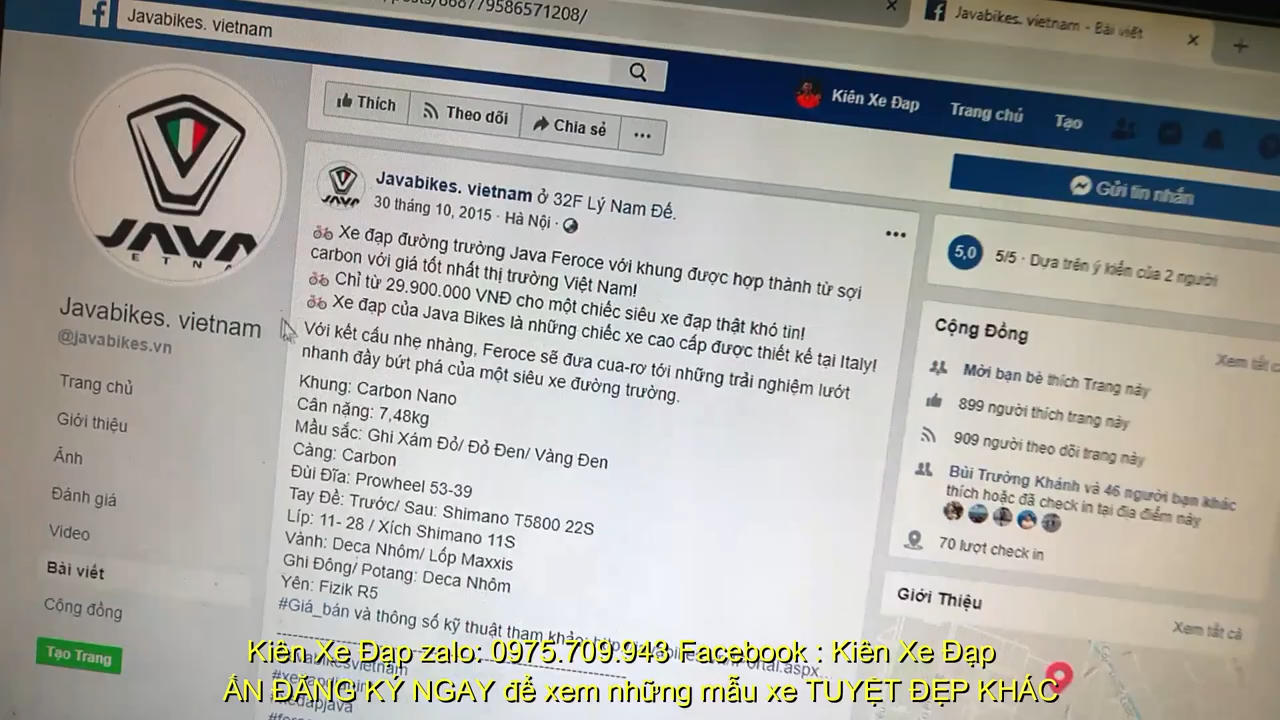 /posts/668779586571208/
Javabikes. vietnam - Bài viết
Javabikes. vietnam
Kiên Xe Đạp
Trang chủ
Tạo
Thích
Theo dõi
Chia sẻ
Gửi tin nhắn
JAVA
Javabikes. vietnam
@javabikes.vn
Trang chủ
Giới thiệu
Ảnh
Đánh giá
Video
Bài viết
Cộng đồng
Tạo Trang
Javabikes. vietnam ở 32F Lý Nam Đế.
30 tháng 10, 2015 · Hà Nội ·
Xe đạp đường trường Java Feroce với khung được hợp thành từ sợi
carbon với giá tốt nhất thị trường Việt Nam!
Chỉ từ 29.900.000 VNĐ cho một chiếc siêu xe đạp thật khó tin!
Xe đạp của Java Bikes là những chiếc xe cao cấp được thiết kế tại Italy!
Với kết cấu nhẹ nhàng, Feroce sẽ đưa cua-rơ tới những trải nghiệm lướt
nhanh đầy bứt phá của một siêu xe đường trường.
Khung: Carbon Nano
Cân nặng: 7,48kg
Mầu sắc: Ghi Xám Đỏ/ Đỏ Đen/ Vàng Đen
Càng: Carbon
Đùi Đĩa: Prowheel 53-39
Tay Đề: Trước/ Sau: Shimano T5800 22S
Líp: 11- 28 / Xích Shimano 11S
Vành: Deca Nhôm/ Lốp Maxxis
Ghi Đông/ Potang: Deca Nhôm
Yên: Fizik R5
#Giá_bán và thông số kỹ thuật tham khảo:
5,0
5/5 · Dựa trên ý kiến của 2 người
Cộng Đồng
Xem tất cả
Mời bạn bè thích Trang này
899 người thích trang này
909 người theo dõi trang này
Bùi Trường Khánh và 46 người bạn khác
thích hoặc đã check in tại địa điểm này
70 lượt check in
Giới Thiệu
Xem tất cả
Kiên Xe Đạp zalo: 0975.709.943 Facebook : Kiên Xe Đạp
ẤN ĐĂNG KÝ NGAY để xem những mẫu xe TUYỆT ĐẸP KHÁC